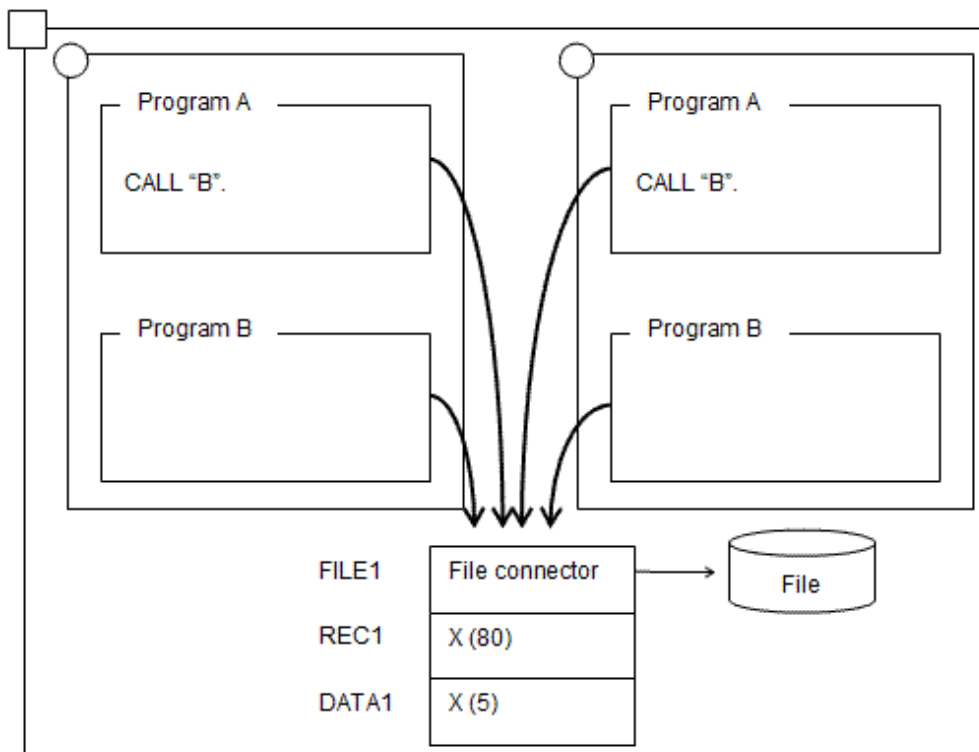 Program A
CALL “B”.
Program B
Program A
CALL “B”.
Program B
FILE1
File connector
File
REC1
X (80)
DATA1
X (5)